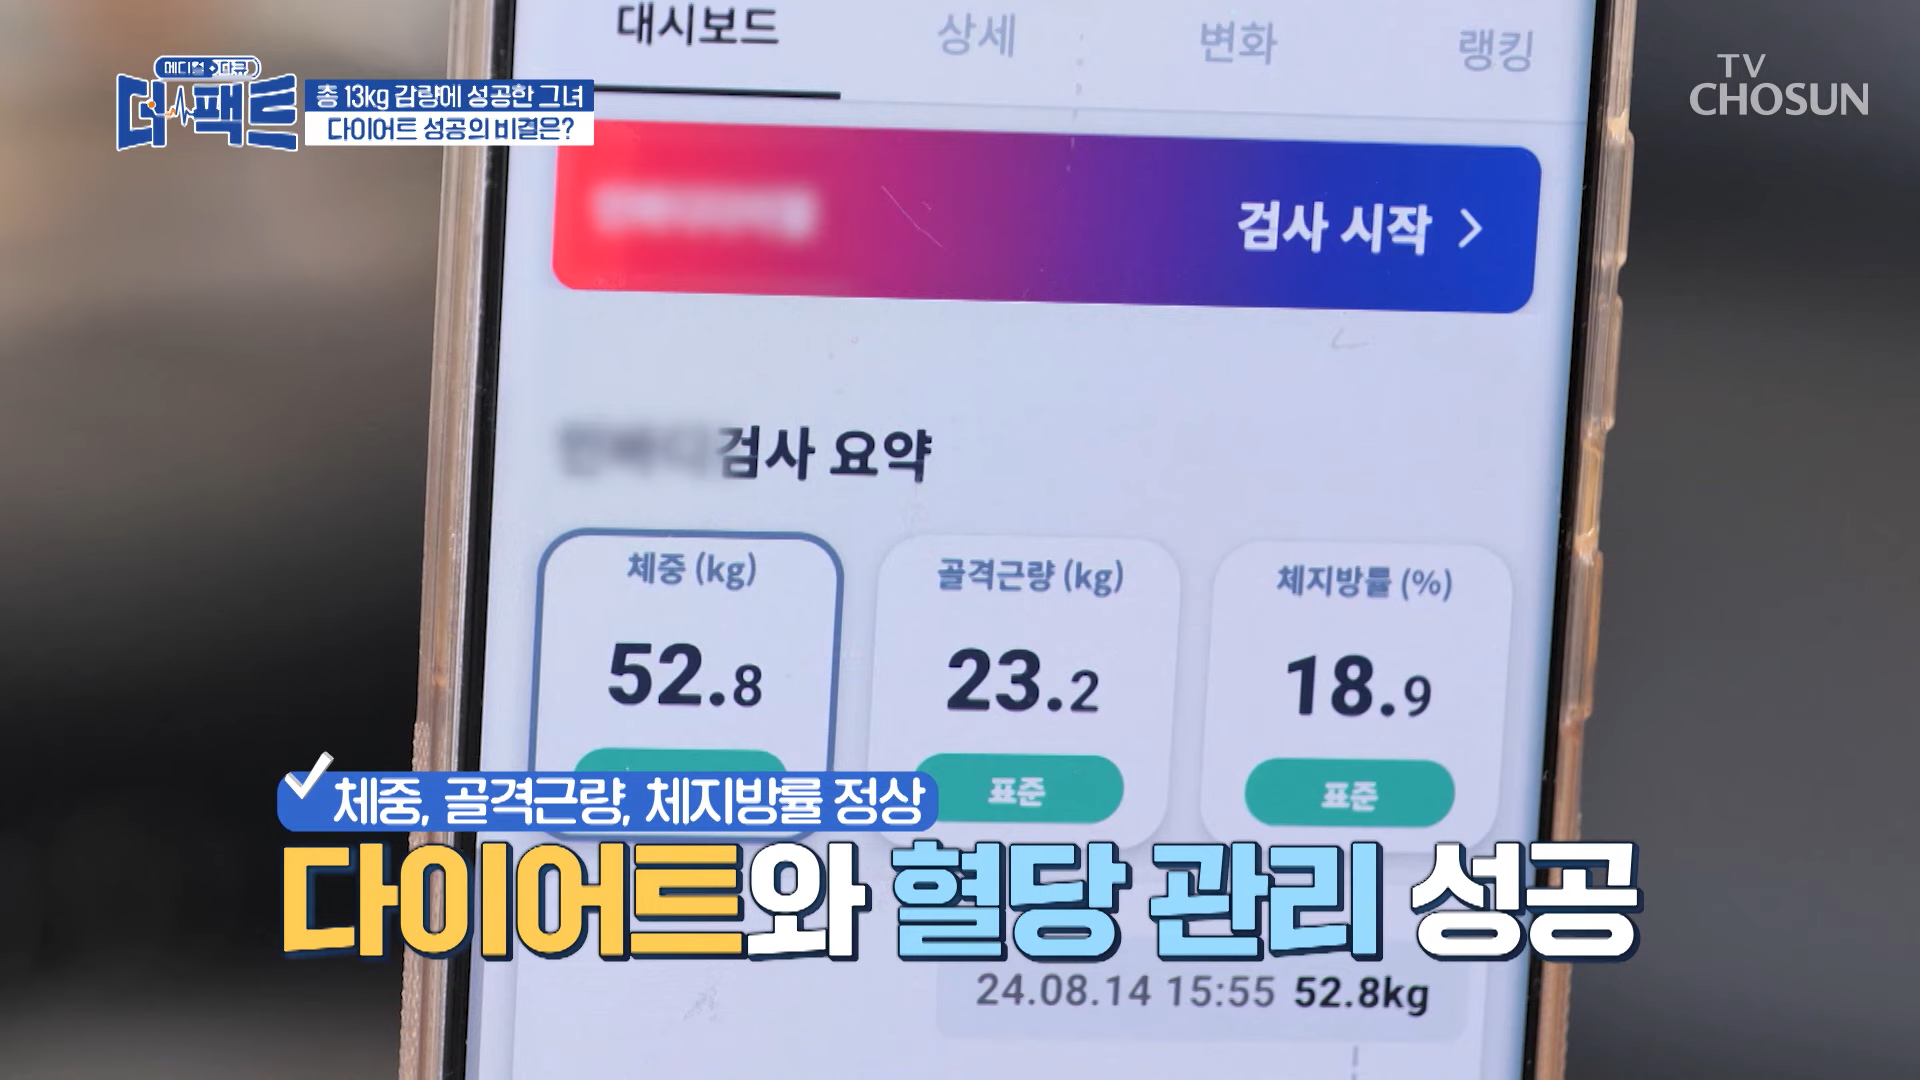 대시보드 상세 변화 랭킹
메디컬 다큐
더 팩트
총 13kg 감량에 성공한 그녀
다이어트 성공의 비결은?
TV
CHOSUN
검사 시작 >
검사 요약
체중 (kg) 골격근량 (kg) 체지방률 (%)
52.8 23.2 18.9
표준 표준
체중, 골격근량, 체지방률 정상
다이어트와 혈당 관리 성공
24.08.14 15:55 52.8kg